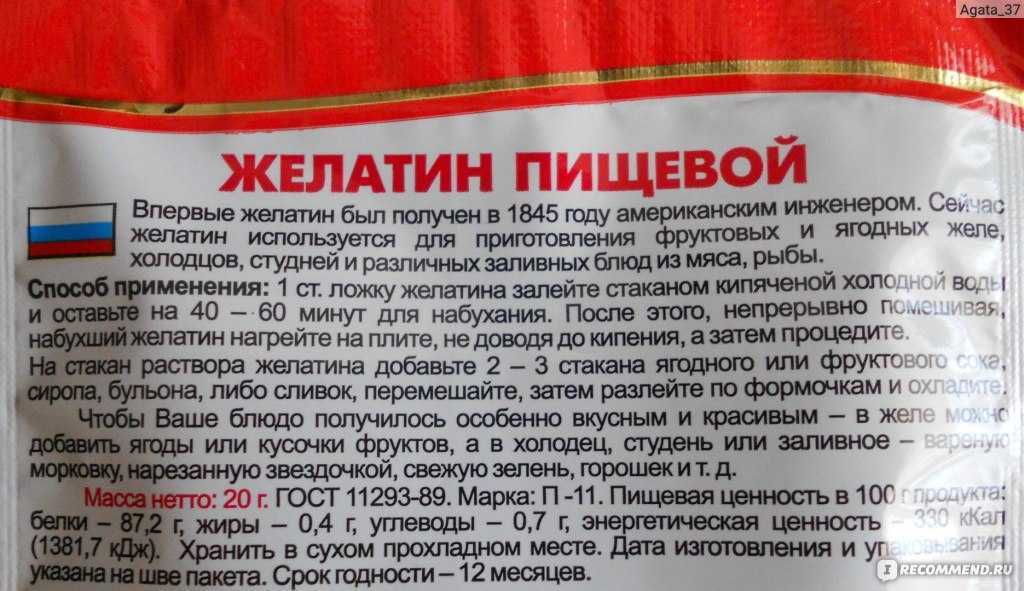 Agata_37
ЖЕЛАТИН ПИЩЕВОЙ
Впервые желатин был получен в 1845 году американским инженером. Сейчас
желатин используется для приготовления фруктовых и ягодных желе,
холодцов, студней и различных заливных блюд из мяса, рыбы.
Способ применения: 1 ст. ложку желатина залейте стаканом кипяченой холодной воды
и оставьте на 40 – 60 минут для набухания. После этого, непрерывно помешивая,
набухший желатин нагрейте на плите, не доводя до кипения, а затем процедите.
На стакан раствора желатина добавьте 2 – 3 стакана ягодного или фруктового сока,
сиропа, бульона, либо сливок, перемешайте, затем разлейте по формочкам и охладите.
Чтобы Ваше блюдо получилось особенно вкусным и красивым – в желе можно
добавить ягоды или кусочки фруктов, а в холодец, студень или заливное – вареную
морковку, нарезанную звездочкой, свежую зелень, горошек и т. д.
Масса нетто: 20 г. ГОСТ 11293-89. Марка: П -11. Пищевая ценность в 100 г продукта:
белки – 87,2 г, жиры – 0,4 г, углеводы – 0,7 г, энергетическая ценность – 330 кКал
(1381,7 кДж). Хранить в сухом прохладном месте. Дата изготовления и упаковывания
указана на шве пакета. Срок годности – 12 месяцев.
IRECOMMEND.RU